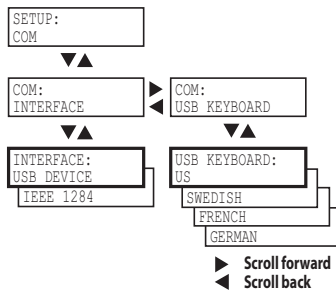 SETUP:
COM
COM:
INTERFACE
COM:
USB KEYBOARD
INTERFACE:
USB DEVICE
IEEE 1284
USB KEYBOARD:
US
SWEDISH
FRENCH
GERMAN
Scroll forward
Scroll back